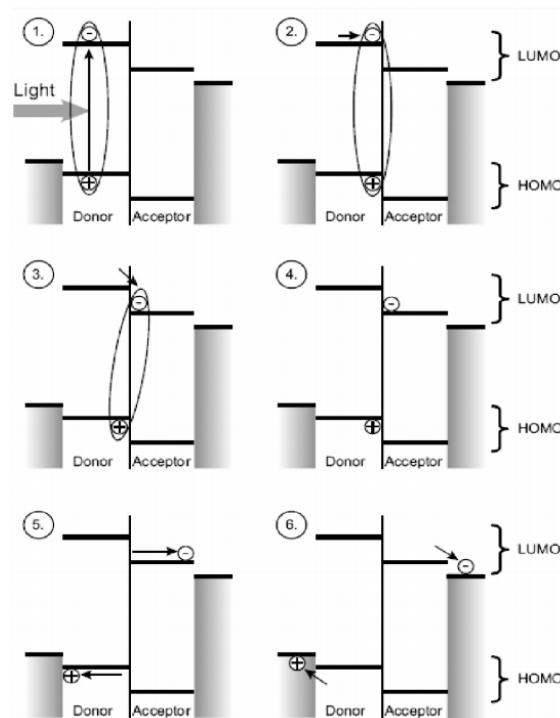 1.
2.
LUMO
Light
HOMO
Donor Acceptor
Donor Acceptor
3.
4.
LUMO
HOMO
Donor Acceptor
Donor Acceptor
5.
6.
LUMO
HOMO
Donor Acceptor
Donor Acceptor